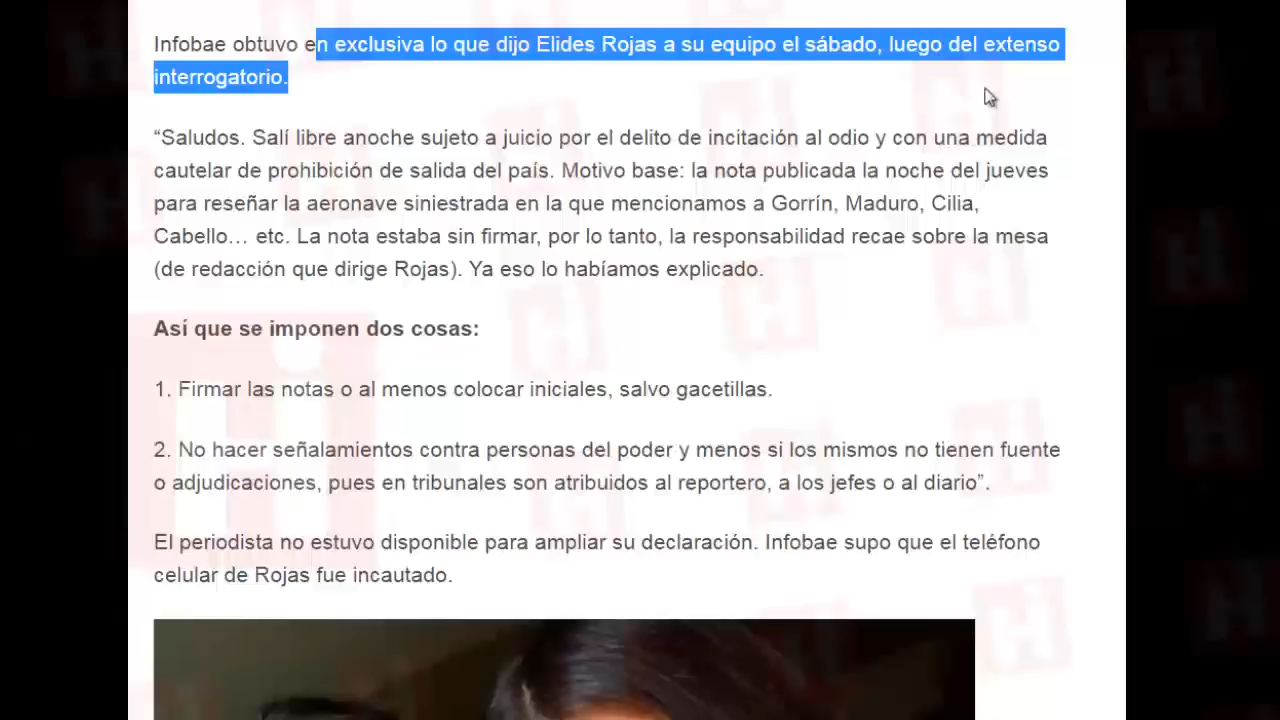 Infobae obtuvo en exclusiva lo que dijo Elides Rojas a su equipo el sábado, luego del extenso
interrogatorio.
“Saludos. Salí libre anoche sujeto a juicio por el delito de incitación al odio y con una medida
cautelar de prohibición de salida del país. Motivo base: la nota publicada la noche del jueves
para reseñar la aeronave siniestrada en la que mencionamos a Gorrín, Maduro, Cilia,
Cabello… etc. La nota estaba sin firmar, por lo tanto, la responsabilidad recae sobre la mesa
(de redacción que dirige Rojas). Ya eso lo habíamos explicado.
Así que se imponen dos cosas:
1. Firmar las notas o al menos colocar iniciales, salvo gacetillas.
2. No hacer señalamientos contra personas del poder y menos si los mismos no tienen fuente
o adjudicaciones, pues en tribunales son atribuidos al reportero, a los jefes o al diario”.
El periodista no estuvo disponible para ampliar su declaración. Infobae supo que el teléfono
celular de Rojas fue incautado.